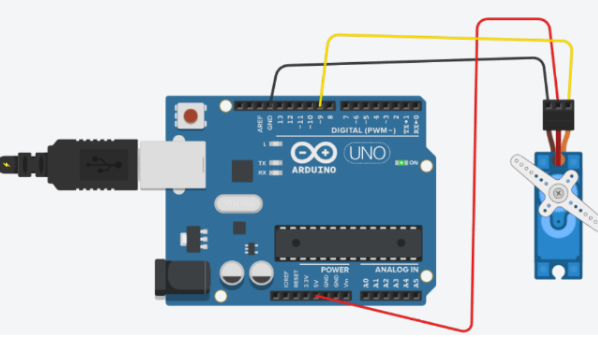 AREF
GND
13
12
~11
~10
~9
8
7
~6
~5
4
~3
2
TX→1
RX←0
L
DIGITAL (PWM~)
TX
RX
UNO
ON
ARDUINO
POWER
ANALOG IN
IOREF
RESET
3.3V
5V
GND
GND
Vin
A0
A1
A2
A3
A4
A5